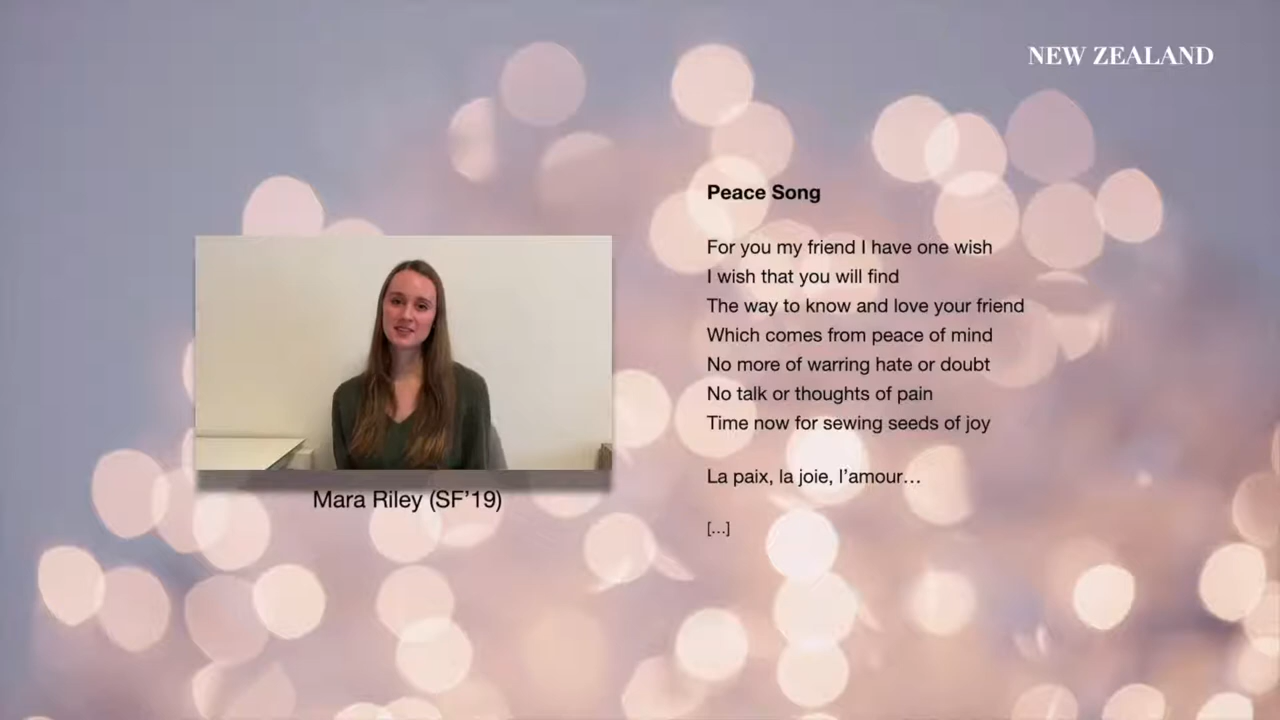 NEW ZEALAND
Peace Song
For you my friend I have one wish
I wish that you will find
The way to know and love your friend
Which comes from peace of mind
No more of warring hate or doubt
No talk or thoughts of pain
Time now for sewing seeds of joy
La paix, la joie, l’amour…
[…]
Mara Riley (SF’19)